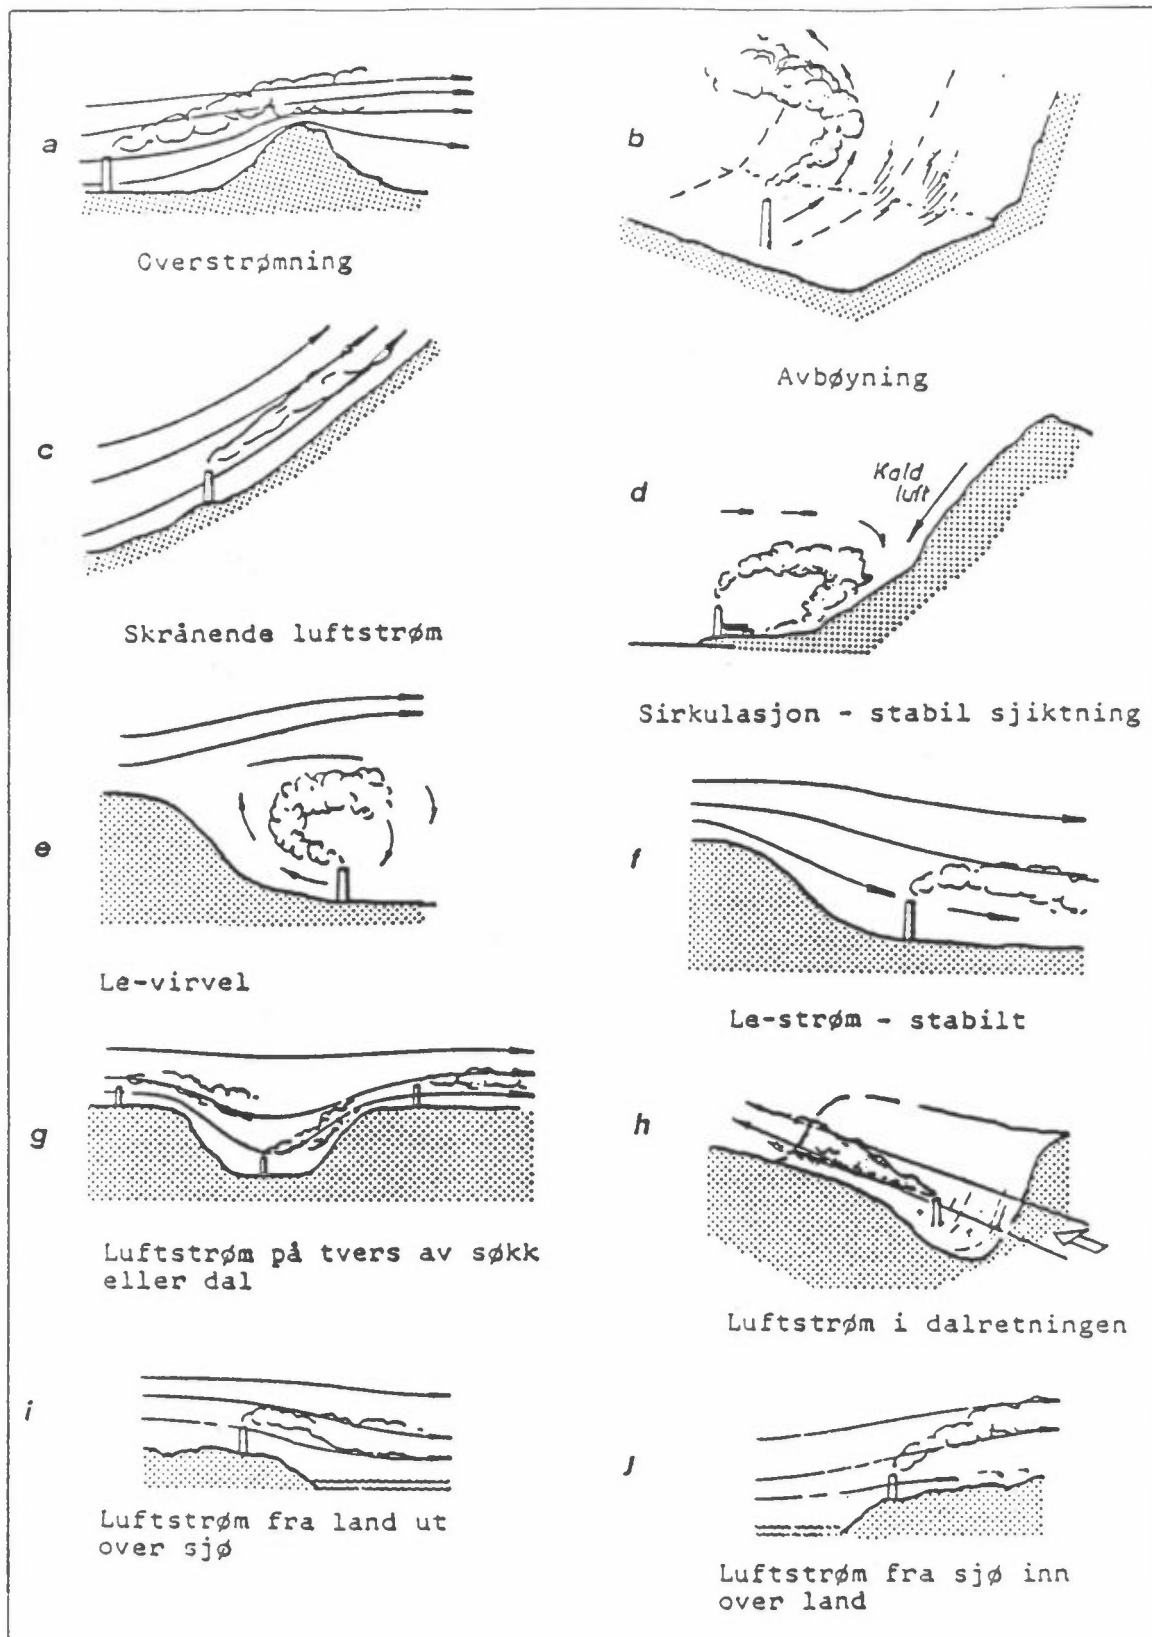 a
Overstrømning
b
Avbøyning
c
Skrånende luftstrøm
d
Kald
luft
Sirkulasjon - stabil sjiktning
e
Le-virvel
f
Le-strøm - stabilt
g
Luftstrøm på tvers av søkk
eller dal
h
Luftstrøm i dalretningen
i
Luftstrøm fra land ut
over sjø
J
Luftstrøm fra sjø inn
over land